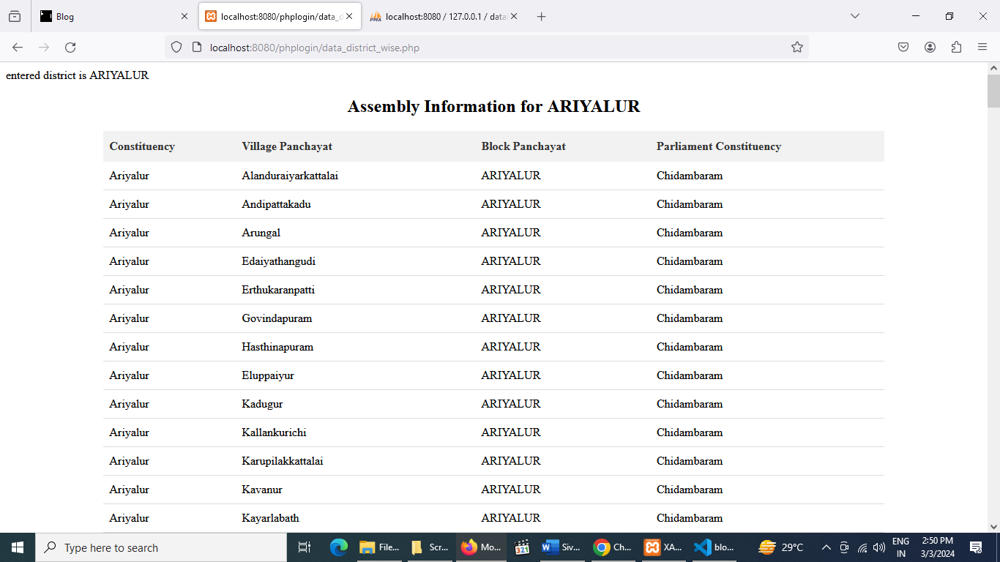 Blog
localhost:8080/phplogin/data_d
localhost:8080 / 127.0.0.1 / datal
localhost:8080/phplogin/data_district_wise.php
entered district is ARIYALUR
Assembly Information for ARIYALUR
Constituency Village Panchayat Block Panchayat Parliament Constituency
Ariyalur Alanduraiyarkattalai ARIYALUR Chidambaram
Ariyalur Andipattakadu ARIYALUR Chidambaram
Ariyalur Arungal ARIYALUR Chidambaram
Ariyalur Edaiyathangudi ARIYALUR Chidambaram
Ariyalur Erthukaranpatti ARIYALUR Chidambaram
Ariyalur Govindapuram ARIYALUR Chidambaram
Ariyalur Hasthinapuram ARIYALUR Chidambaram
Ariyalur Eluppaiyur ARIYALUR Chidambaram
Ariyalur Kadugur ARIYALUR Chidambaram
Ariyalur Kallankurichi ARIYALUR Chidambaram
Ariyalur Karupilakkattalai ARIYALUR Chidambaram
Ariyalur Kavanur ARIYALUR Chidambaram
Ariyalur Kayarlabath ARIYALUR Chidambaram
Type here to search File... Scr... Mo... 321 Siv... Ch... XA... blo... 29°C ENG 2:50 PM
IN 3/3/2024